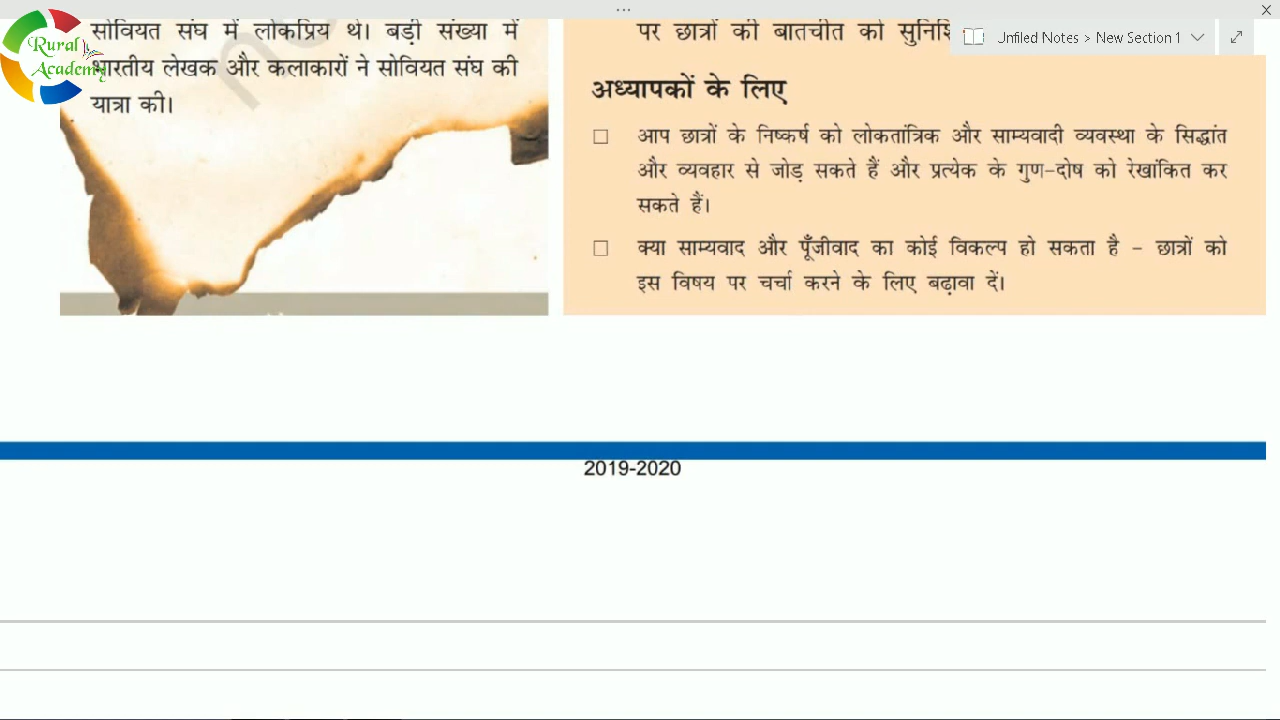 Rural
Academy
सोवियत संघ में लोकप्रिय थे। बड़ी संख्या में
भारतीय लेखक और कलाकारों ने सोवियत संघ की
यात्रा की।
पर छात्रों की बातचीत को
Unfiled Notes > New Section 1
अध्यापकों के लिए
□ आप छात्रों के निष्कर्ष को लोकतांत्रिक और साम्यवादी व्यवस्था के सिद्धांत
और व्यवहार से जोड़ सकते हैं और प्रत्येक के गुण-दोष को रेखांकित कर
सकते हैं।
□ क्या साम्यवाद और पूँजीवाद का कोई विकल्प हो सकता है - छात्रों को
इस विषय पर चर्चा करने के लिए बढ़ावा दें।
2019-2020